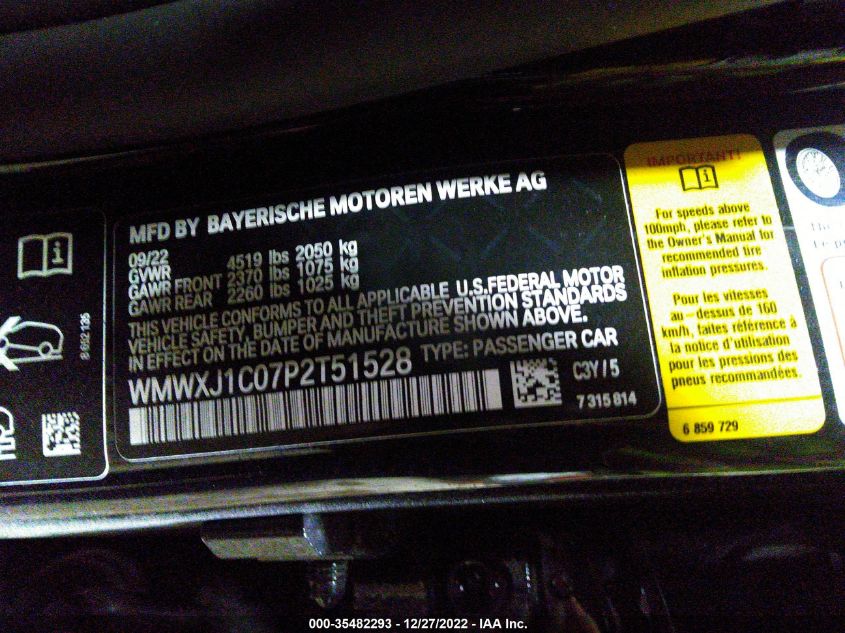 8 662 126
MFD BY BAYERISCHE MOTOREN WERKE AG
09/22
GVWR 4519 lbs 2050 kg
GAWR FRONT 2370 lbs 1075 kg
GAWR REAR 2260 lbs 1025 kg
THIS VEHICLE CONFORMS TO ALL APPLICABLE U.S.FEDERAL MOTOR
VEHICLE SAFETY, BUMPER AND THEFT PREVENTION STANDARDS
IN EFFECT ON THE DATE OF MANUFACTURE SHOWN ABOVE.
WMWXJ1C07P2T51528 TYPE: PASSENGER CAR
C3Y / 5
7 315 814
IMPORTANT!
For speeds above
100mph, please refer to
the Owner's Manual for
recommended tire
inflation pressures.
Pour les vitesses
au-dessus de 160
km/h, faites référence à
la notice d'utilisation
pour les pressions des
pneus recommandées.
6 859 729
000-35482293 - 12/27/2022 - IAA Inc.